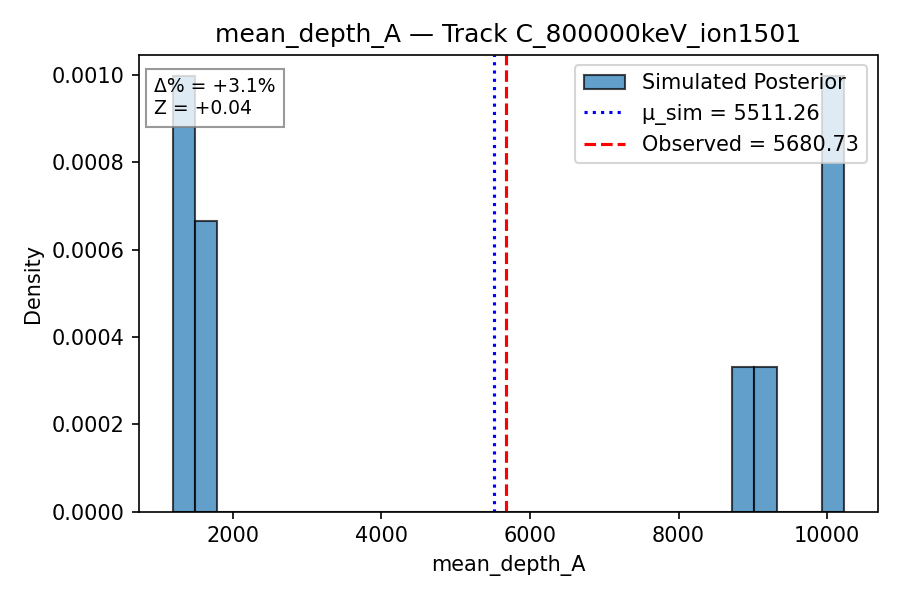 mean_depth_A — Track C_800000keV_ion1501
Δ% = +3.1%
Z = +0.04
Simulated Posterior
μ_sim = 5511.26
Observed = 5680.73
0.0010
0.0008
0.0006
0.0004
0.0002
0.0000
Density
2000 4000 6000 8000 10000
mean_depth_A